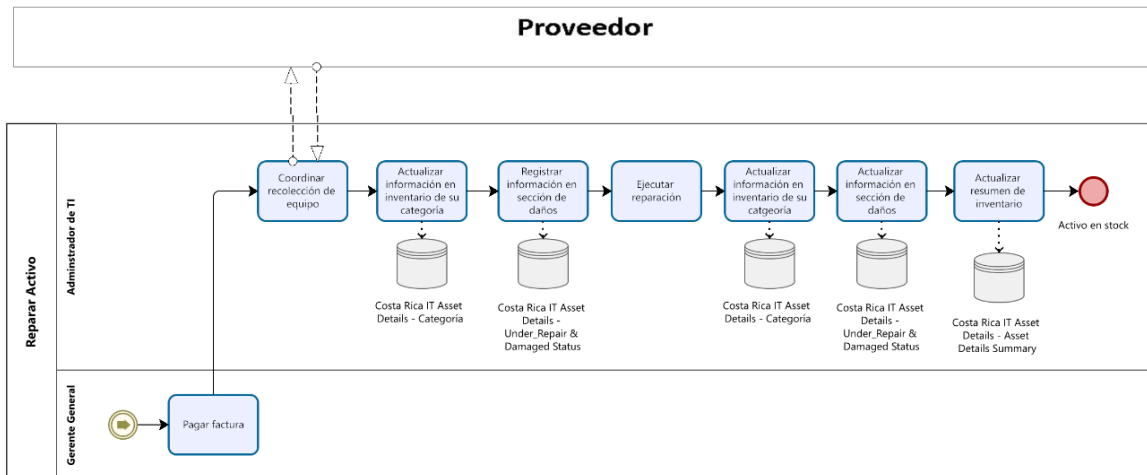 Proveedor
Reparar Activo
Adminstrador de TI
Coordinar
recolección de
equipo
Actualizar
información en
inventario de su
categoría
Registrar
información en
sección de
daños
Ejecutar
reparación
Actualizar
información en
inventario de su
catgeoría
Actualizar
información en
sección de
daños
Actualizar
resumen de
inventario
Activo en stock
Costa Rica IT Asset
Details - Categoría
Costa Rica IT Asset
Details -
Under_Repair &
Damaged Status
Costa Rica IT Asset
Details - Categoría
Costa Rica IT Asset
Details -
Under_Repair &
Damaged Status
Costa Rica IT Asset
Details - Asset
Details Summary
Gerente General
Pagar factura